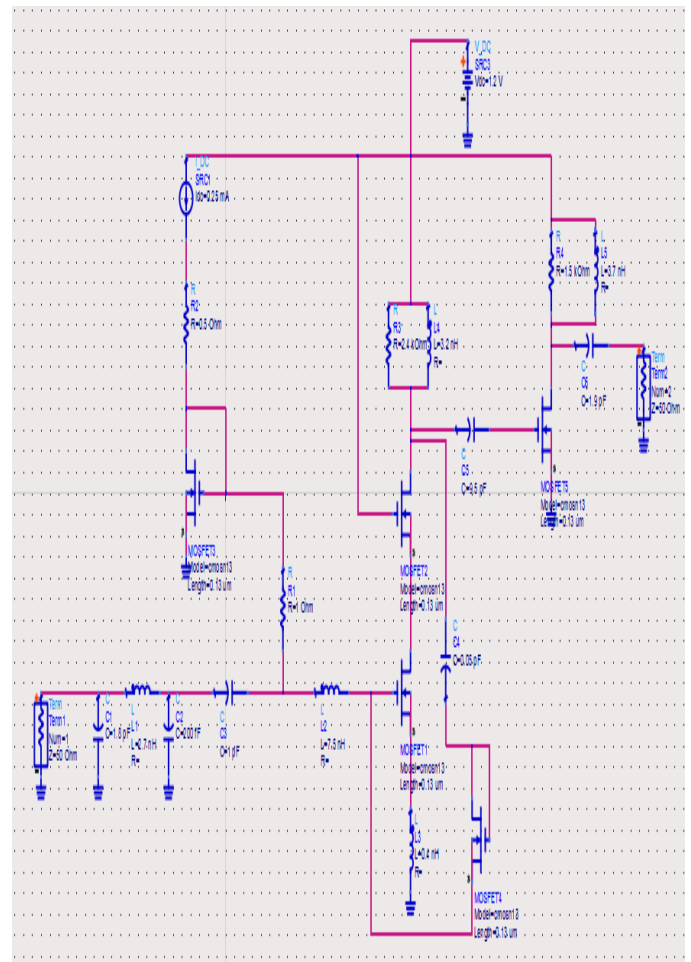 V_DC
SRC3
Vdc=1.2 V
I_DC
SRC1
Idc=0.25 mA
R
R2
R=0.5 Ohm
R
R3
R=2.4 kOhm
L
L4
L=3.2 nH
R=
R
R4
R=1.5 kOhm
L
L5
L=3.7 nH
R=
C
C6
C=1.9 pF
Term
Term2
Num=2
Z=50 Ohm
C
C5
C=9.5 pF
MOSFET5
Model=cmosn13
Length=0.13 um
MOSFET3
Model=cmosn13
Length=0.13 um
MOSFET2
Model=cmosn13
Length=0.13 um
R
R1
R=1 Ohm
C
C4
C=0.05 pF
Term
Term1
Num=1
Z=50 Ohm
C
C1
C=1.8 pF
L
L1
L=2.7 nH
R=
C
C2
C
C3
C=1 pF
L
L2
L=7.5 nH
R=
MOSFET1
Model=cmosn13
Length=0.13 um
L
L3
L=0.4 nH
R=
MOSFET4
Model=cmosn13
Length=0.13 um